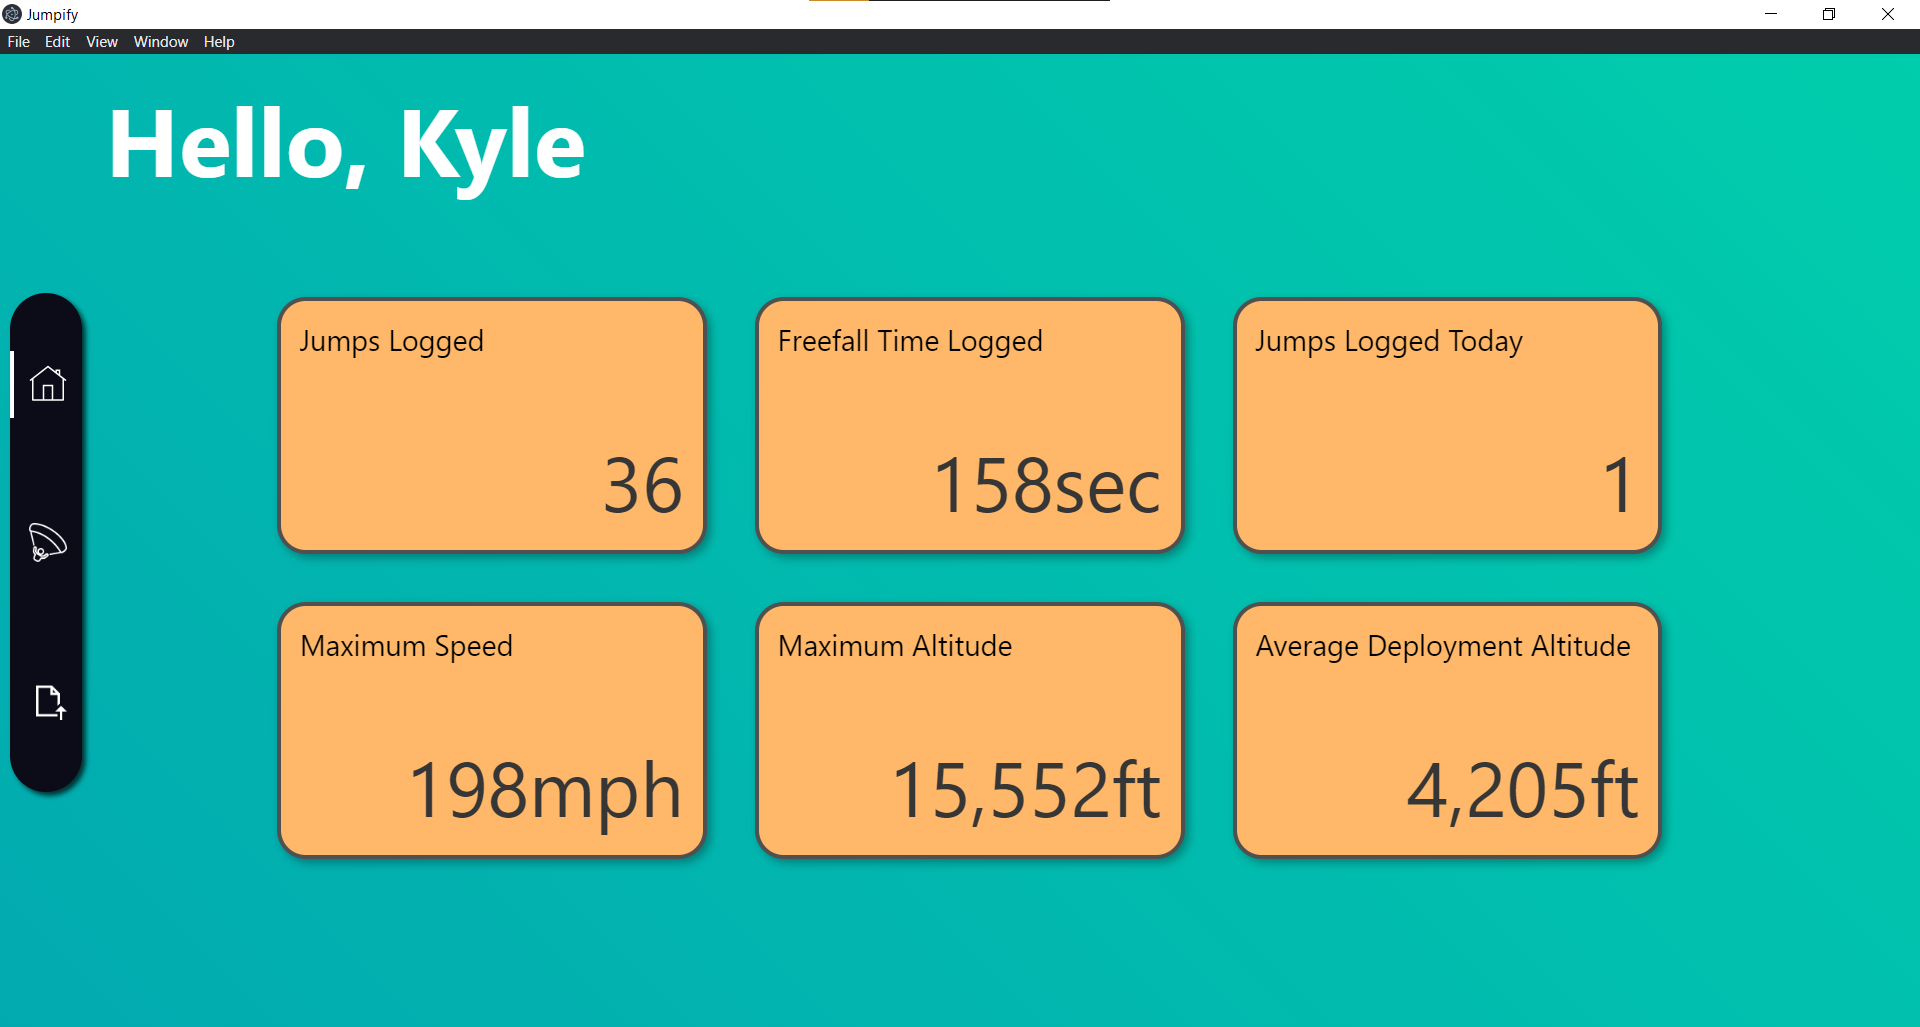 Jumpify
File Edit View Window Help
Hello, Kyle
Jumps Logged
36
Freefall Time Logged
158sec
Jumps Logged Today
1
Maximum Speed
198mph
Maximum Altitude
15,552ft
Average Deployment Altitude
4,205ft